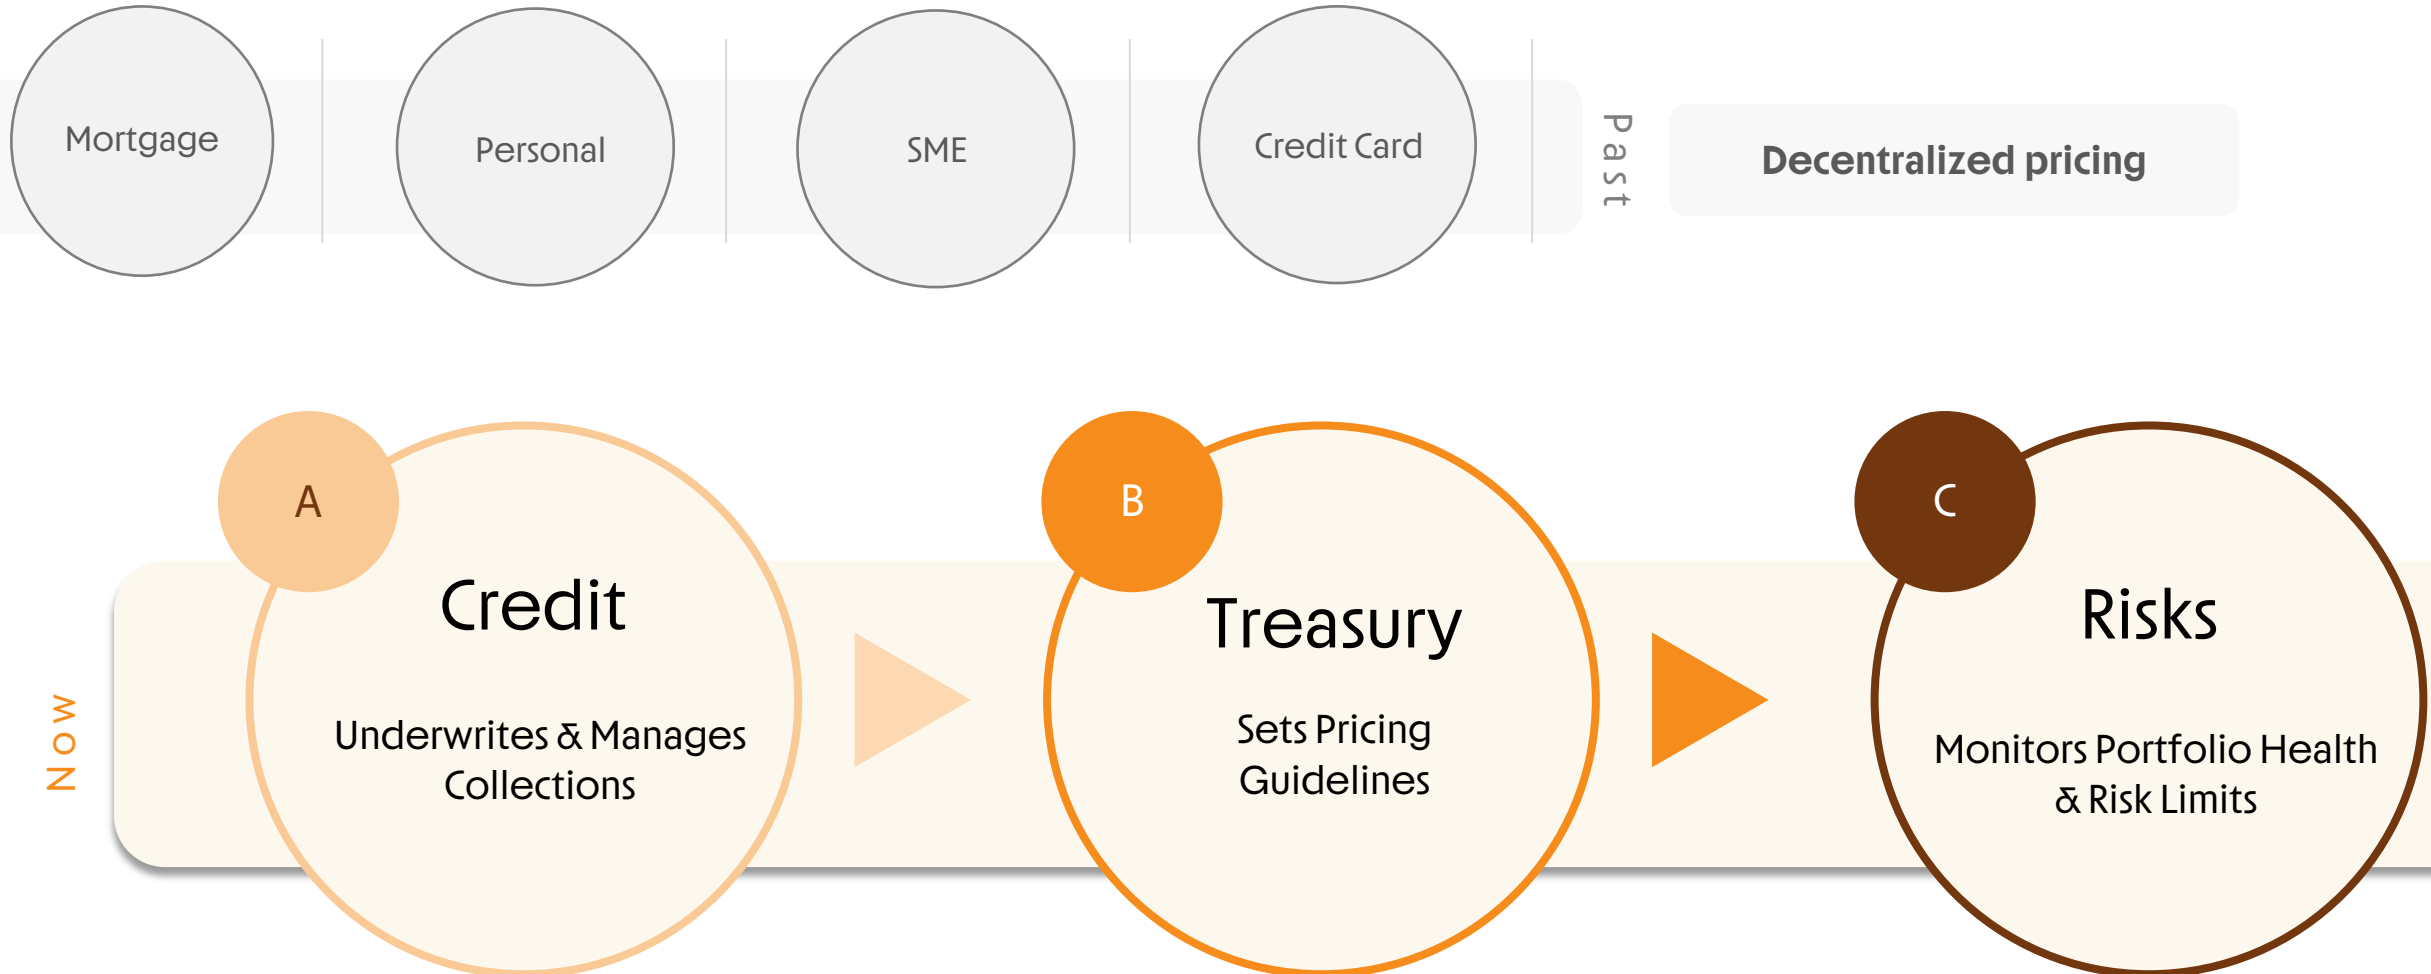 Mortgage
Personal
SME
Credit Card
Past
Decentralized pricing
Now
A
Credit
Underwrites & Manages
Collections
B
Treasury
Sets Pricing
Guidelines
C
Risks
Monitors Portfolio Health
& Risk Limits